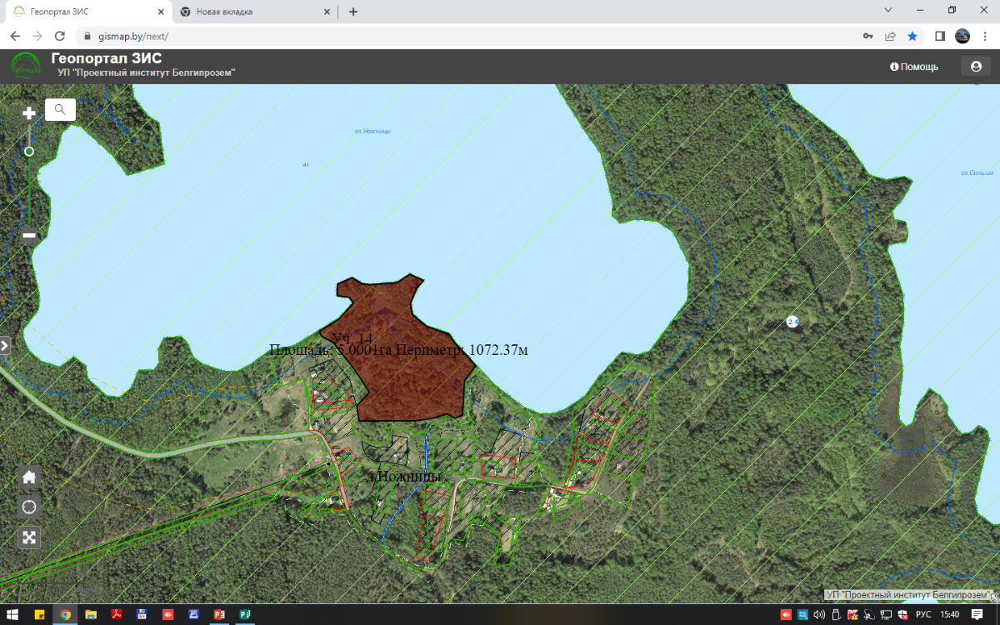 Геопортал ЗИС
Новая вкладка
gismap.by/next/
Геопортал ЗИС
УП "Проектный институт Белгипрозем"
Помощь
оз.Ножницы
41
оз.Синьша
2.4
Уч. 14
Площадь: 5.0001га Периметр: 1072.37м
д.Ножницы
УП "Проектный институт Белгипрозем"
РУС
15:40